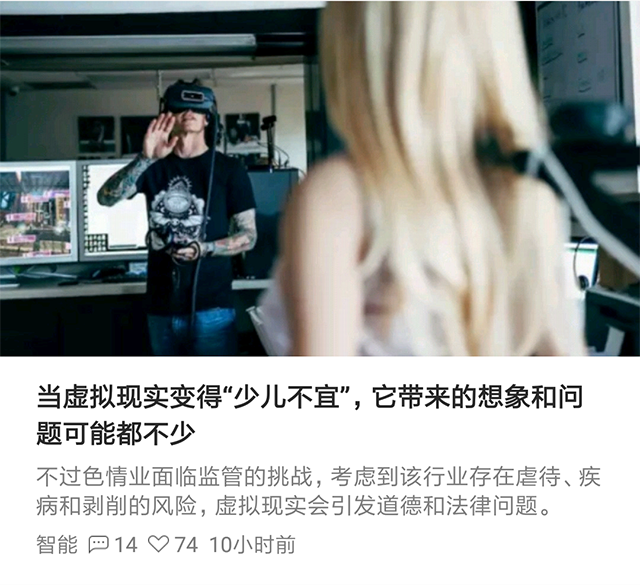 当虚拟现实变得“少儿不宜”，它带来的想象和问
题可能都不少
不过色情业面临监管的挑战，考虑到该行业存在虐待、疾
病和剥削的风险，虚拟现实会引发道德和法律问题。
智能 14 74 10小时前